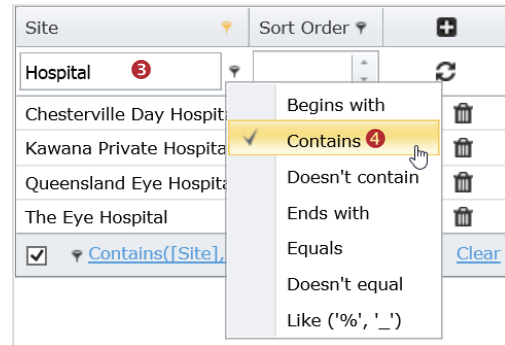 Site Sort Order
Hospital 3
Begins with
Chesterville Day Hospit
Contains 4
Kawana Private Hospita
Doesn't contain
Queensland Eye Hospita
Ends with
The Eye Hospital
Equals
Contains([Site], Clear
Doesn't equal
Like ('%', '_')